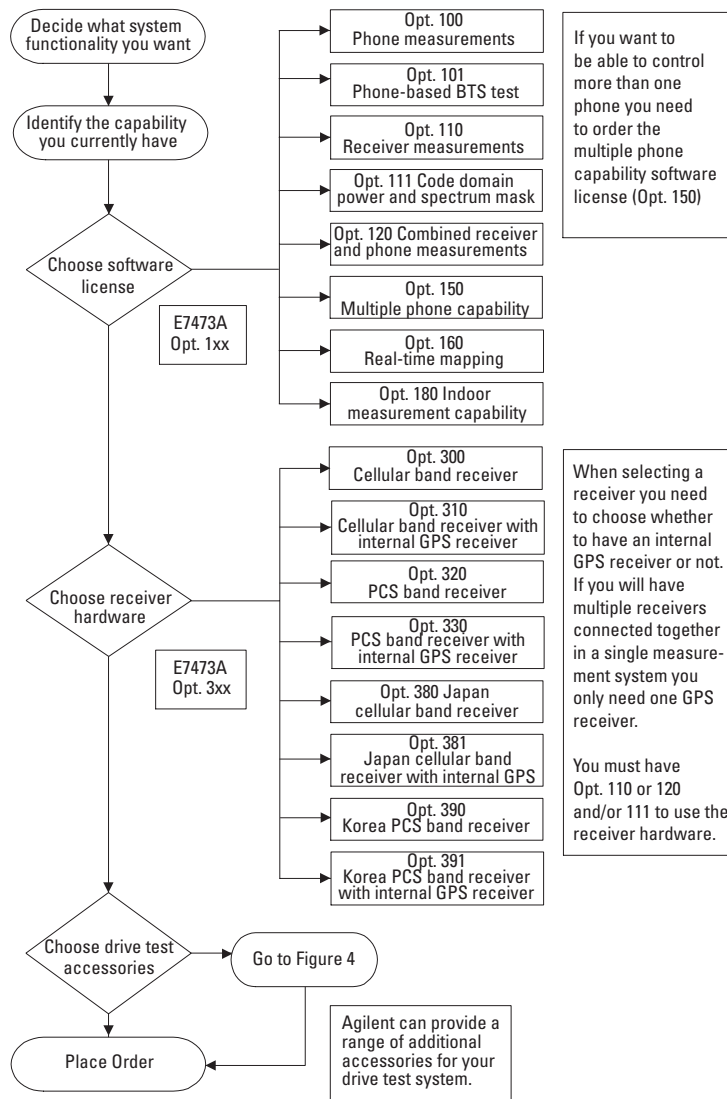 Decide what system
functionality you want
Identify the capability
you currently have
Choose software
license
E7473A
Opt. 1xx
Opt. 100
Phone measurements
Opt. 101
Phone-based BTS test
Opt. 110
Receiver measurements
Opt. 111 Code domain
power and spectrum mask
Opt. 120 Combined receiver
and phone measurements
Opt. 150
Multiple phone capability
Opt. 160
Real-time mapping
Opt. 180 Indoor
measurement capability
If you want to
be able to control
more than one
phone you need
to order the
multiple phone
capability software
license (Opt. 150)
Choose receiver
hardware
E7473A
Opt. 3xx
Opt. 300
Cellular band receiver
Opt. 310
Cellular band receiver with
internal GPS receiver
Opt. 320
PCS band receiver
Opt. 330
PCS band receiver with
internal GPS receiver
Opt. 380 Japan
cellular band receiver
Opt. 381
Japan cellular band
receiver with internal GPS
Opt. 390
Korea PCS band receiver
Opt. 391
Korea PCS band receiver
with internal GPS receiver
When selecting a
receiver you need
to choose whether
to have an internal
GPS receiver or not.
If you will have
multiple receivers
connected together
in a single measure-
ment system you
only need one GPS
receiver.
You must have
Opt. 110 or 120
and/or 111 to use the
receiver hardware.
Choose drive test
accessories
Go to Figure 4
Place Order
Agilent can provide a
range of additional
accessories for your
drive test system.